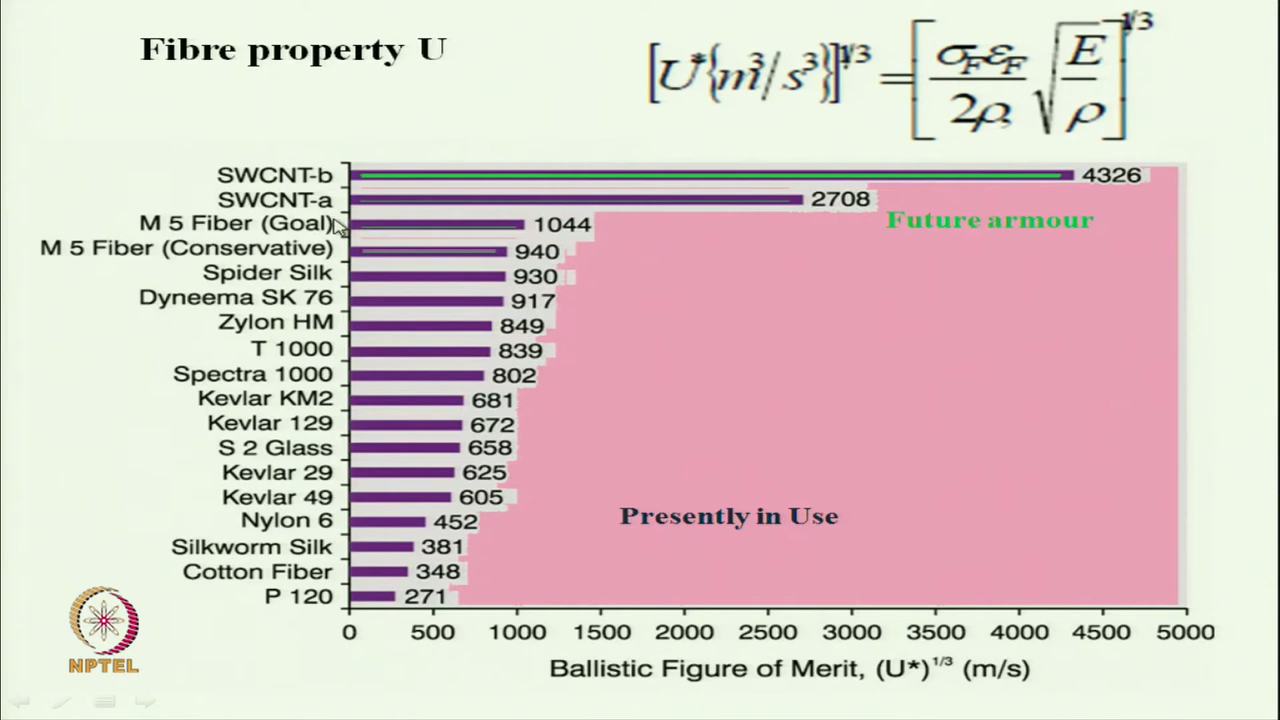 Fibre property U
[U*{m³/s³}]^1/3 = [σFεF/2ρ √E/ρ]^1/3
SWCNT-b 4326
SWCNT-a 2708
Future armour
M 5 Fiber (Goal) 1044
M 5 Fiber (Conservative) 940
Spider Silk 930
Dyneema SK 76 917
Zylon HM 849
T 1000 839
Spectra 1000 802
Kevlar KM2 681
Kevlar 129 672
S 2 Glass 658
Kevlar 29 625
Kevlar 49 605
Presently in Use
Nylon 6 452
Silkworm Silk 381
Cotton Fiber 348
P 120 271
0 500 1000 1500 2000 2500 3000 3500 4000 4500 5000
Ballistic Figure of Merit, (U*)^1/3 (m/s)
NPTEL